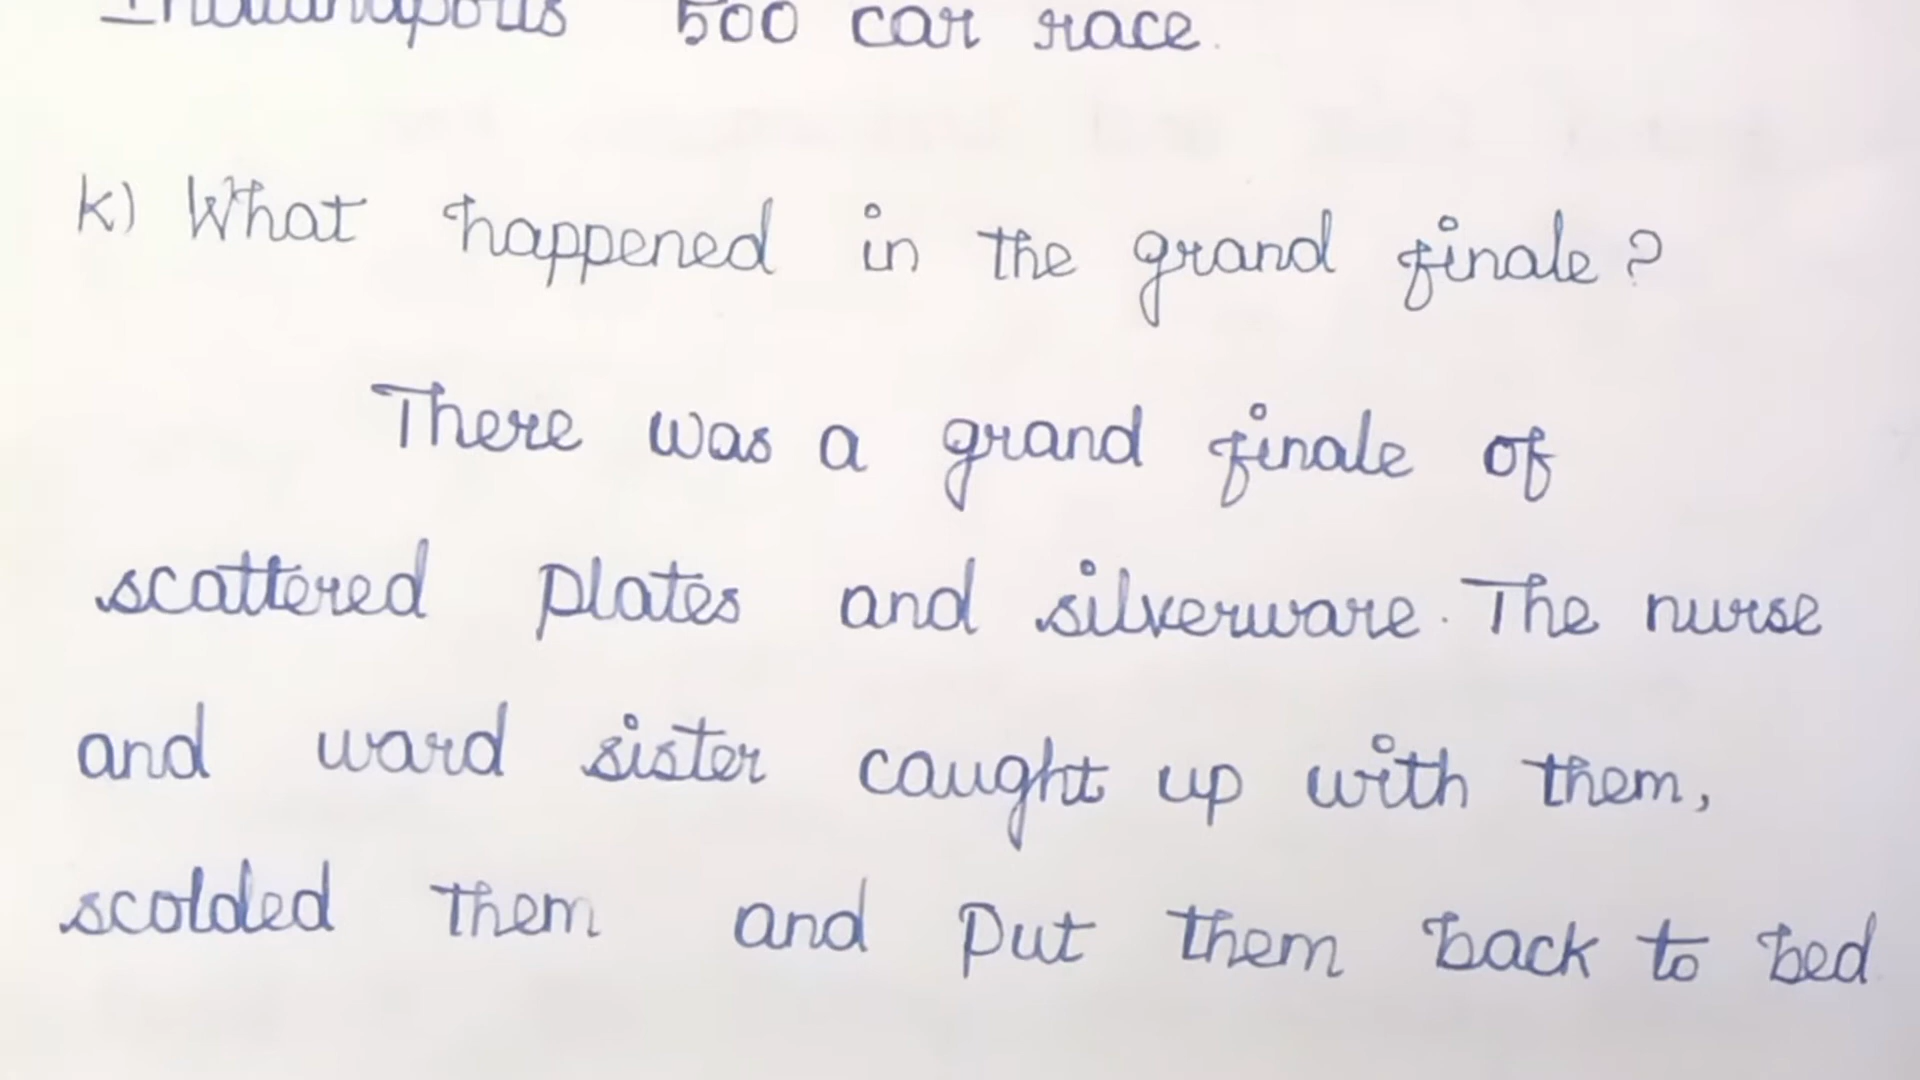 Indianapolis 500 car race.
k) What happened in the grand finale?
There was a grand finale of
scattered plates and silverware. The nurse
and ward sister caught up with them,
scolded them and put them back to bed